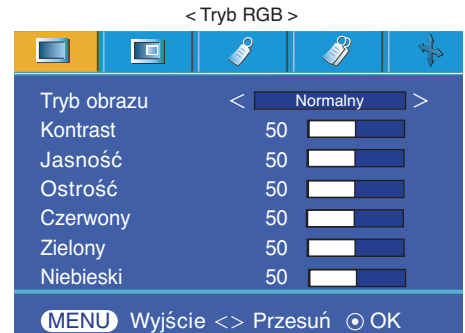 < Tryb RGB >
Tryb obrazu < Normalny >
Kontrast 50
Jasność 50
Ostrość 50
Czerwony 50
Zielony 50
Niebieski 50
MENU Wyjście <> Przesuń ⊙ OK